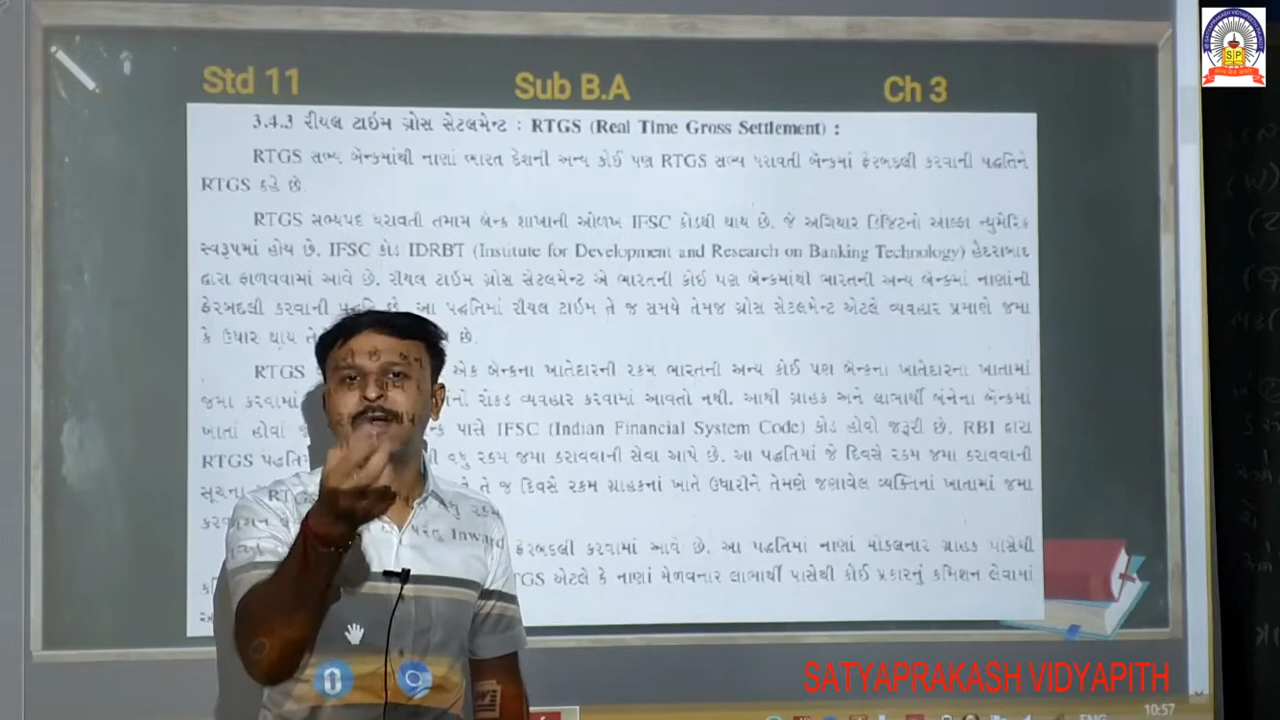 Std 11 Sub B.A Ch 3
SP
3.4.3 રીયલ ટાઈમ ગ્રોસ સેટલમેન્ટ : RTGS (Real Time Gross Settlement) :
RTGS સભ્ય બૅન્કમાંથી નાણાં ભારત દેશની અન્ય કોઈ પણ RTGS સભ્ય ધરાવતી બૅન્કમાં ફેરબદલી કરવાની પદ્ધતિને
RTGS કહે છે.
RTGS સભ્યપદ ધરાવતી તમામ બૅન્ક શાખાની ઓળખ IFSC કોડથી થાય છે. જે અગિયાર ડિજિટનો આલ્ફા ન્યુમેરિક
સ્વરૂપમાં હોય છે. IFSC કોડ IDRBT (Institute for Development and Research on Banking Technology) હૈદરાબાદ
દ્વારા ફાળવવામાં આવે છે. રીયલ ટાઈમ ગ્રોસ સેટલમેન્ટ એ ભારતની કોઈ પણ બૅન્કમાંથી ભારતની અન્ય બૅન્કમાં નાણાંની
ફેરબદલી કરવાની પદ્ધતિ છે. આ પદ્ધતિમાં રીયલ ટાઈમ તે જ સમયે તેમજ ગ્રોસ સેટલમેન્ટ એટલે વ્યવહાર પ્રમાણે જમા
કે ઉધાર થાય છે.
RTGS એક બૅન્કના ખાતેદારની રકમ ભારતની અન્ય કોઈ પણ બૅન્કના ખાતેદારના ખાતામાં
જમા કરવામાં રોકડ વ્યવહાર કરવામાં આવતો નથી. આથી ગ્રાહક અને લાભાર્થી બંનેના બૅન્કમાં
ખાતાં હોવાં પાસે IFSC (Indian Financial System Code) કોડ હોવો જરૂરી છે. RBI દ્વારા
RTGS વધુ રકમ જમા કરાવવાની સેવા આપે છે. આ પદ્ધતિમાં જે દિવસે રકમ જમા કરાવવાની
સૂચના તે જ દિવસે રકમ ગ્રાહકનાં ખાતે ઉધારીને તેમણે જણાવેલ વ્યક્તિનાં ખાતામાં જમા
પરંતુ Inward
ફેરબદલી કરવામાં આવે છે. આ પદ્ધતિમાં નાણાં મોકલનાર ગ્રાહક પાસેથી
એટલે કે નાણાં મેળવનાર લાભાર્થી પાસેથી કોઈ પ્રકારનું કમિશન લેવામાં
SATYAPRAKASH VIDYAPITH
ENG
10:57